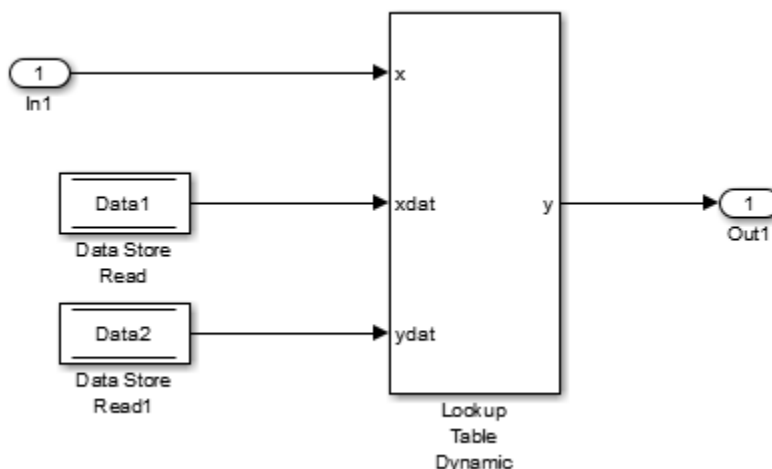 1
In1
x
Data1
xdat
Data Store
Read
y
1
Out1
Data2
ydat
Data Store
Read1
Lookup
Table
Dynamic